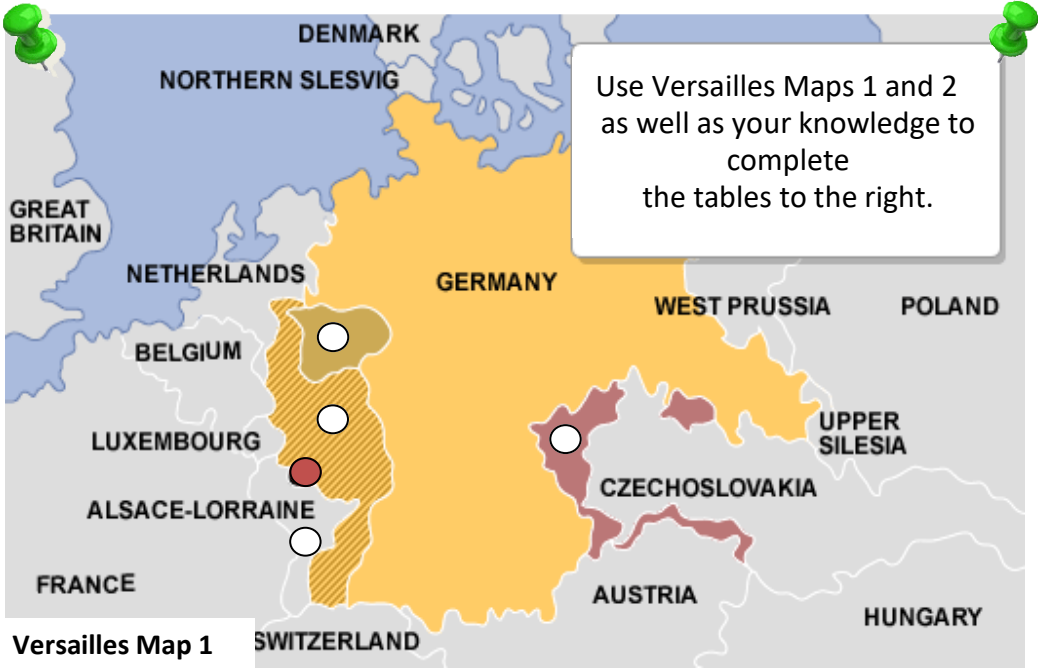 DENMARK
NORTHERN SLESVIG
Use Versailles Maps 1 and 2
as well as your knowledge to
complete
the tables to the right.
GREAT
BRITAIN
NETHERLANDS
GERMANY
WEST PRUSSIA
POLAND
BELGIUM
LUXEMBOURG
UPPER
SILESIA
CZECHOSLOVAKIA
ALSACE-LORRAINE
FRANCE
AUSTRIA
HUNGARY
Versailles Map 1
SWITZERLAND